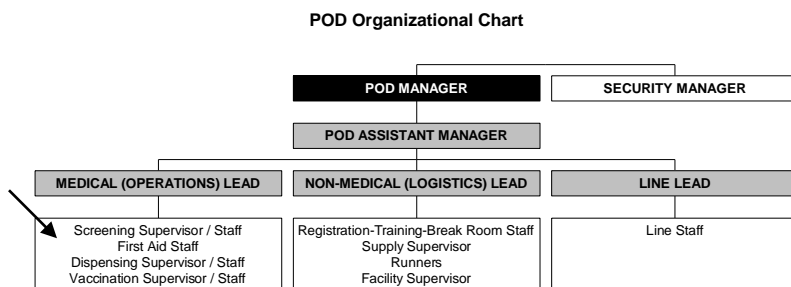 POD Organizational Chart
POD MANAGER
SECURITY MANAGER
POD ASSISTANT MANAGER
MEDICAL (OPERATIONS) LEAD
NON-MEDICAL (LOGISTICS) LEAD
LINE LEAD
Screening Supervisor / Staff
First Aid Staff
Dispensing Supervisor / Staff
Vaccination Supervisor / Staff
Registration-Training-Break Room Staff
Supply Supervisor
Runners
Facility Supervisor
Line Staff